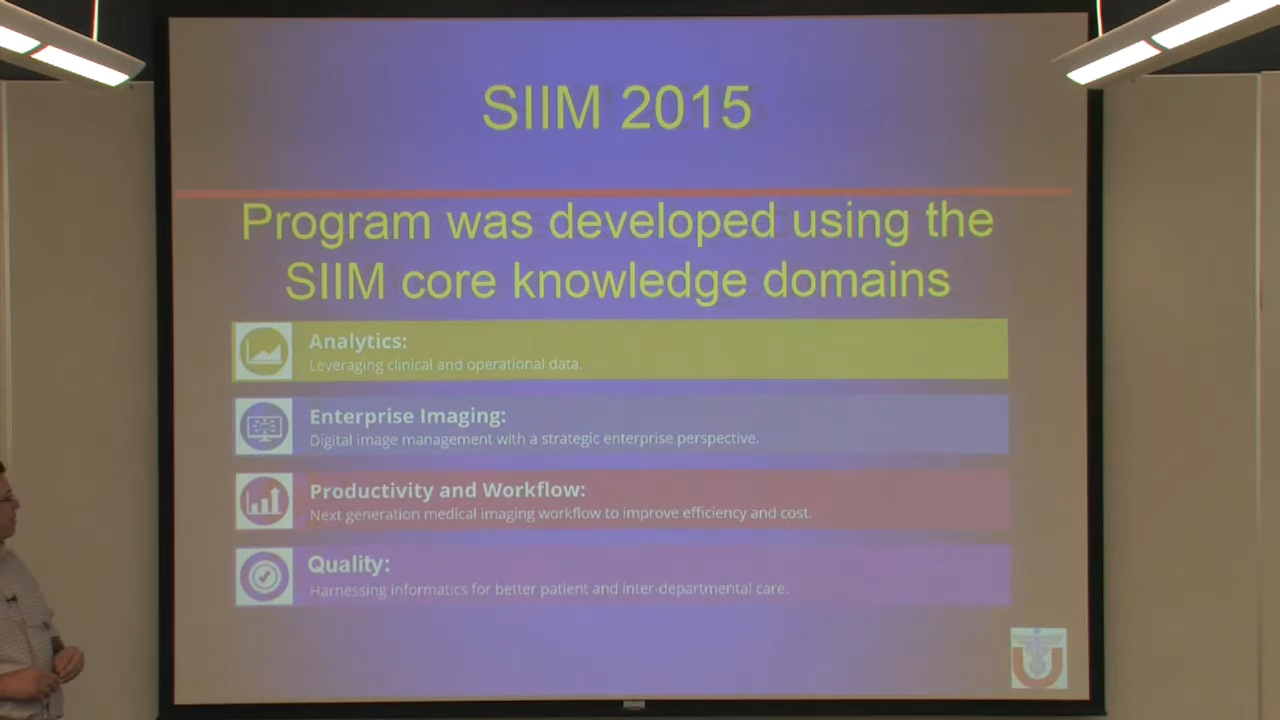 SIIM 2015
Program was developed using the
SIIM core knowledge domains
Analytics:
Leveraging clinical and operational data.
Enterprise Imaging:
Digital image management with a strategic enterprise perspective.
Productivity and Workflow:
Next generation medical imaging workflow to improve efficiency and cost.
Quality:
Harnessing informatics for better patient and inter-departmental care.
U